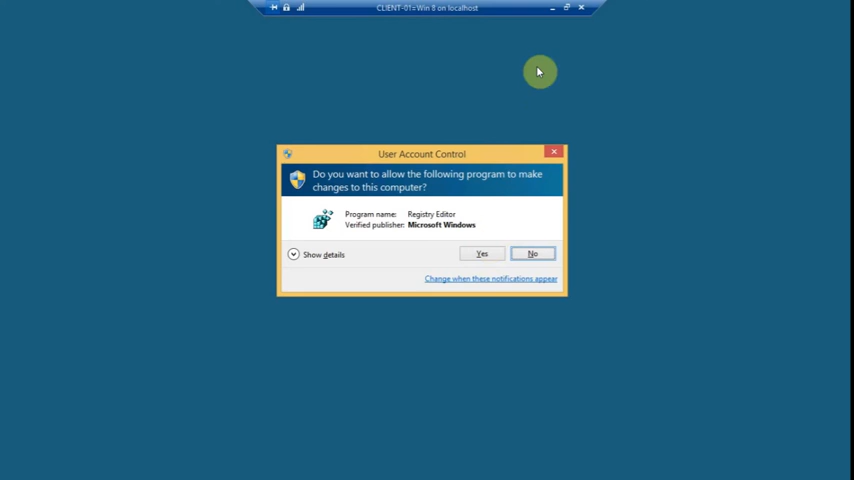 CLIENT-01=Win 8 on localhost
User Account Control
Do you want to allow the following program to make
changes to this computer?
Program name: Registry Editor
Verified publisher: Microsoft Windows
Show details
Yes
No
Change when these notifications appear